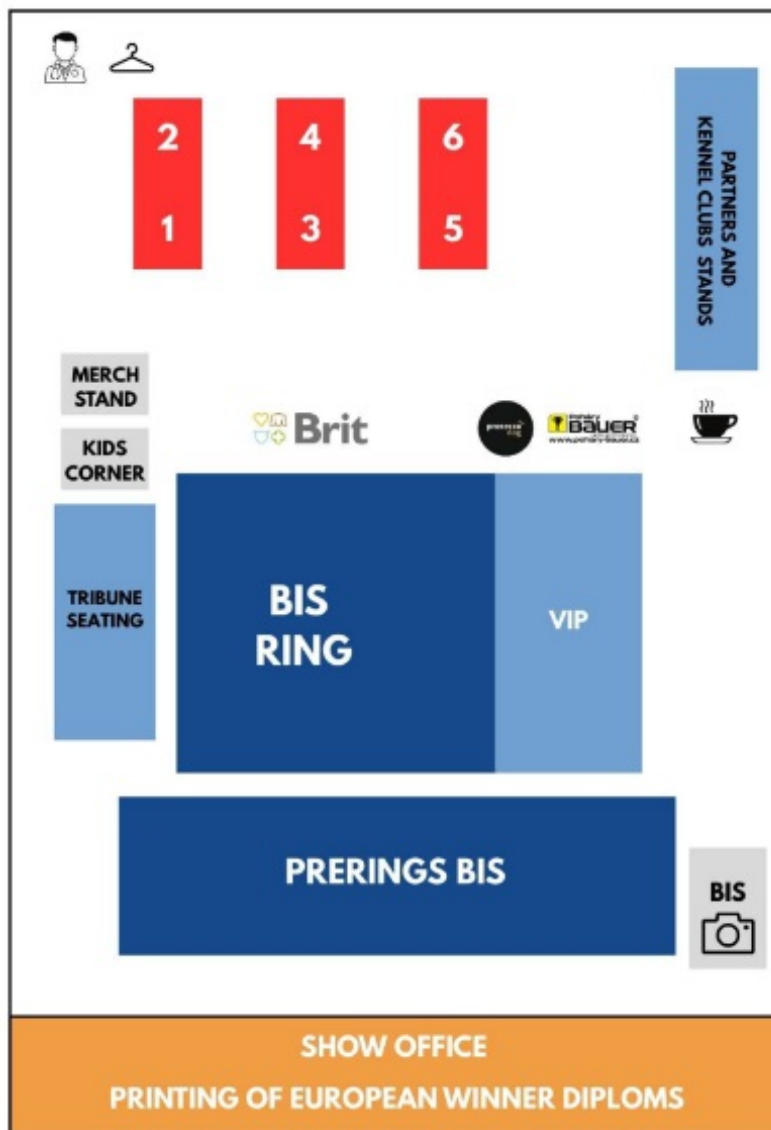 2
4
6
1
3
5
PARTNERS AND
KENNEL CLUBS STANDS
MERCH
STAND
KIDS
CORNER
Brit
BAUER
TRIBUNE
SEATING
BIS
RING
VIP
PRERINGS BIS
BIS
SHOW OFFICE
PRINTING OF EUROPEAN WINNER DIPLOMS